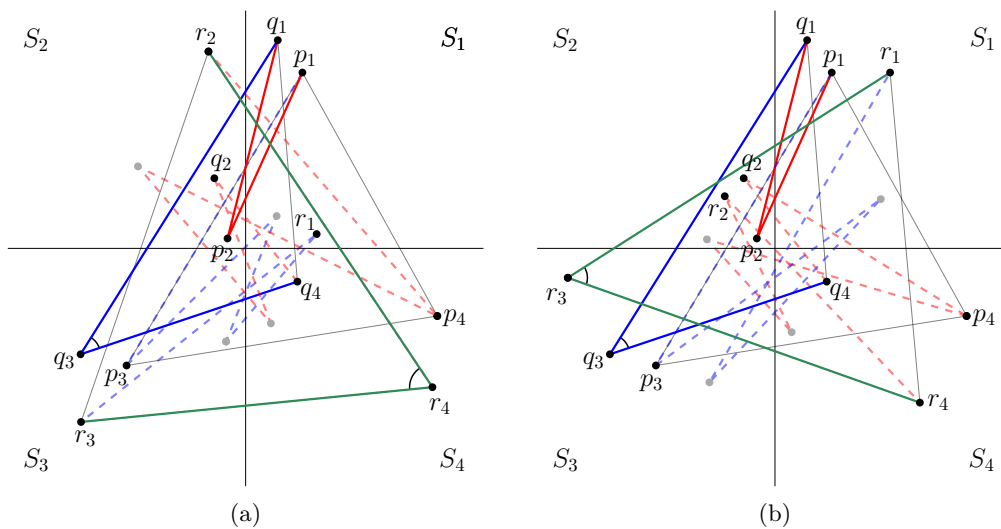 S₂ r₂ q₁ p₁ S₁
q₂ r₁
p₂
q₄ p₄
q₃ p₃ r₄
r₃
S₃ S₄
(a)
S₂ q₁ p₁ r₁ S₁
q₂ r₂
p₂
r₃ q₄ p₄
q₃ p₃ r₄
S₃ S₄
(b)